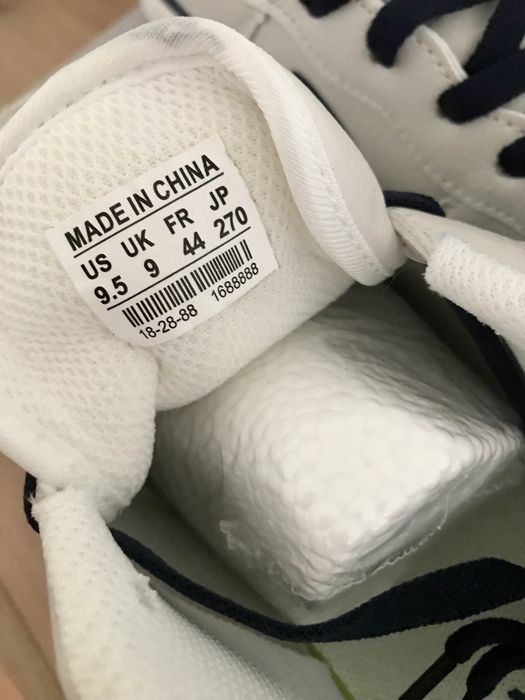 MADE IN CHINA
US UK FR JP
9.5 9 44 270
18-28-88 1688888